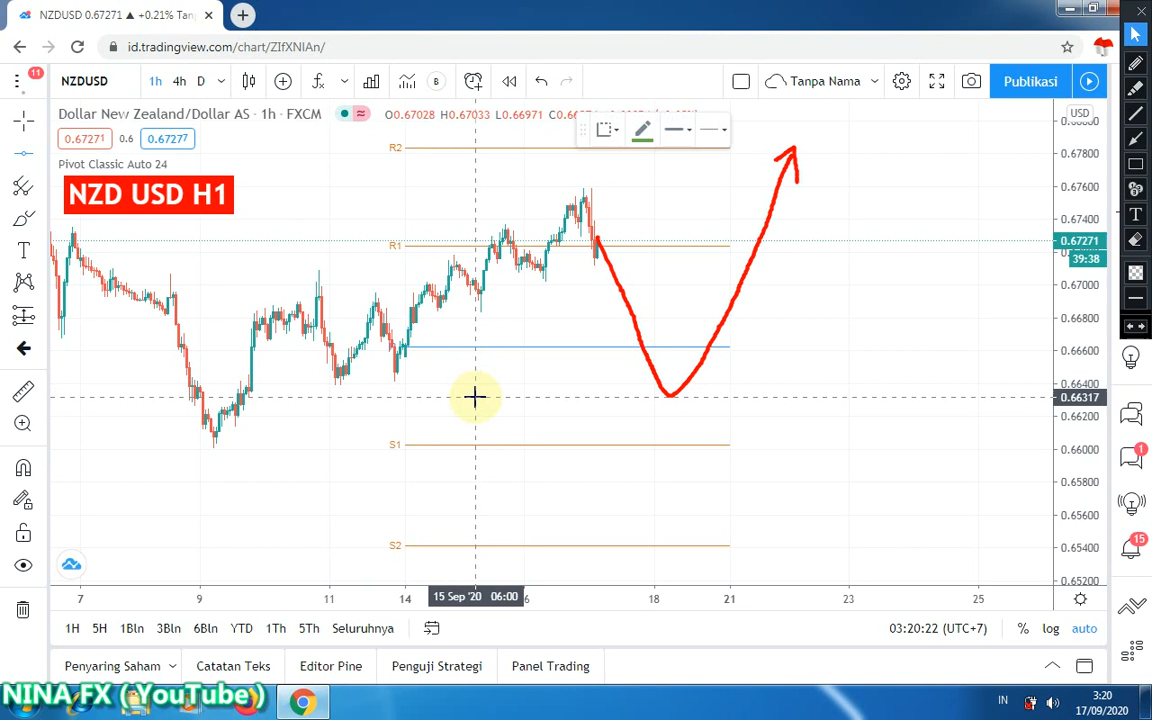 NZDUSD 0.67271 ▲ +0.21% Tan
id.tradingview.com/chart/ZIfXNIAn/
11
NZDUSD
1h 4h D
B
Tanpa Nama
Publikasi
Dollar New Zealand/Dollar AS · 1h · FXCM
O0.67028 H0.67033 L0.66971
USD
0.67271 0.6 0.67277
Pivot Classic Auto 24
NZD USD H1
R2
R1
S1
S2
0.67800
0.67600
0.67400
0.67271
39:38
0.67000
0.66800
0.66600
0.66400
0.66317
0.66200
0.66000
0.65800
0.65600
0.65400
0.65200
T
1
15
7 9 11 14 15 Sep '20 06:00 18 21 23 25
1H 5H 1Bln 3Bln 6Bln YTD 1Th 5Th Seluruhnya
03:20:22 (UTC+7) % log auto
Penyaring Saham Catatan Teks Editor Pine Penguji Strategi Panel Trading
NINA FX (YouTube)
IN
3:20
17/09/2020